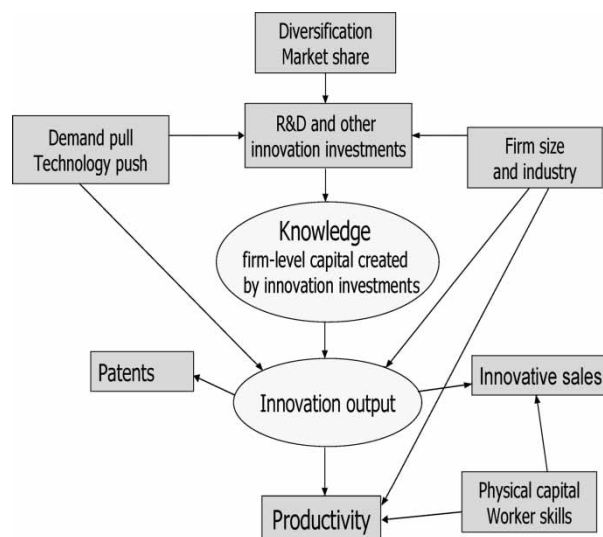 Diversification
Market share
Demand pull
Technology push
R&D and other
innovation investments
Firm size
and industry
Knowledge
firm-level capital created
by innovation investments
Patents
Innovation output
Innovative sales
Productivity
Physical capital
Worker skills